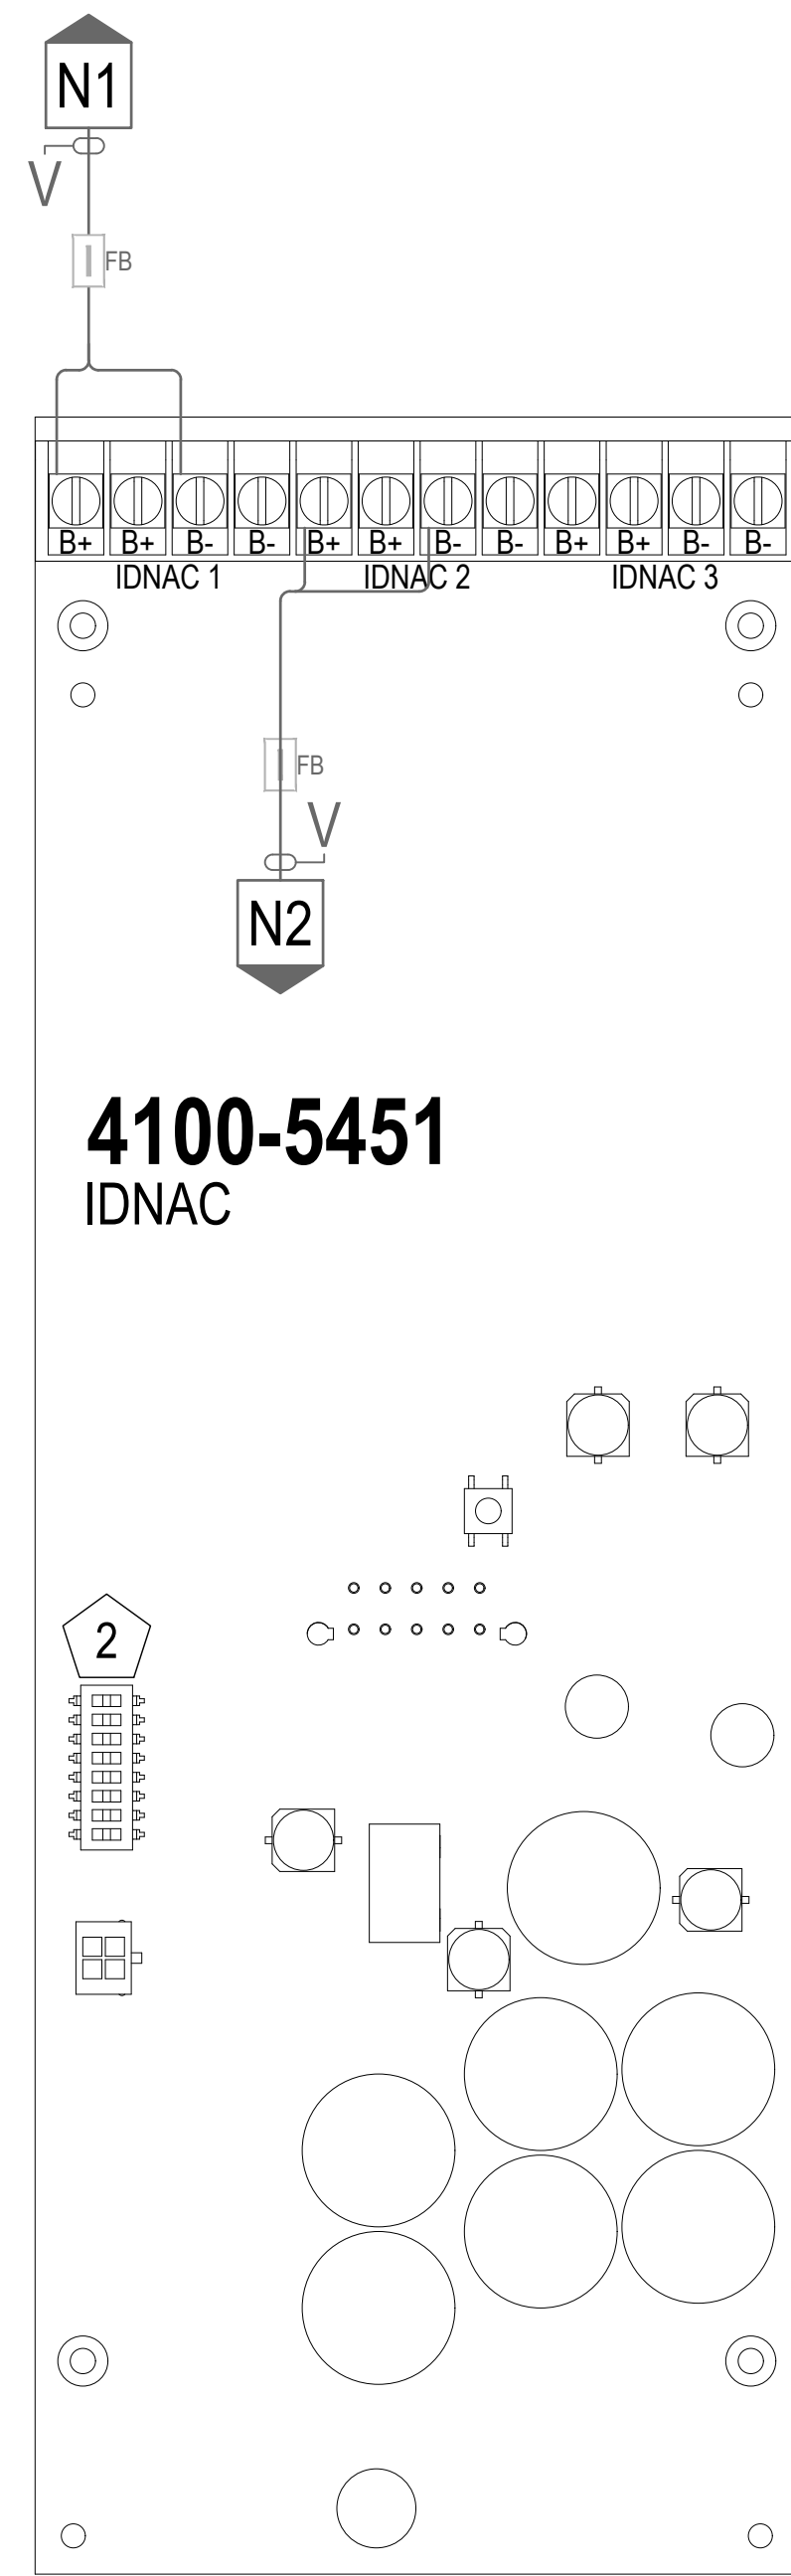 N1
V
FB
B+ B+ B- B- B+ B+ B- B- B+ B+ B- B-
IDNAC 1 IDNAC 2 IDNAC 3
FB
V
N2
4100-5451
IDNAC
2